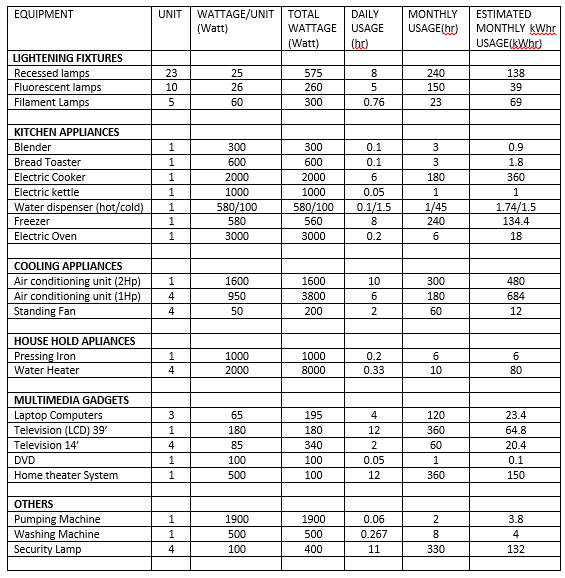 EQUIPMENT UNIT WATTAGE/UNIT (Watt) TOTAL WATTAGE (Watt) DAILY USAGE (hr) MONTHLY USAGE(hr) ESTIMATED MONTHLY kWhr USAGE(kWhr)
LIGHTENING FIXTURES
Recessed lamps 23 25 575 8 240 138
Fluorescent lamps 10 26 260 5 150 39
Filament Lamps 5 60 300 0.76 23 69
KITCHEN APPLIANCES
Blender 1 300 300 0.1 3 0.9
Bread Toaster 1 600 600 0.1 3 1.8
Electric Cooker 1 2000 2000 6 180 360
Electric kettle 1 1000 1000 0.05 1 1
Water dispenser (hot/cold) 1 580/100 580/100 0.1/1.5 1/45 1.74/1.5
Freezer 1 580 560 8 240 134.4
Electric Oven 1 3000 3000 0.2 6 18
COOLING APPLIANCES
Air conditioning unit (2Hp) 1 1600 1600 10 300 480
Air conditioning unit (1Hp) 4 950 3800 6 180 684
Standing Fan 4 50 200 2 60 12
HOUSE HOLD APLIANCES
Pressing Iron 1 1000 1000 0.2 6 6
Water Heater 4 2000 8000 0.33 10 80
MULTIMEDIA GADGETS
Laptop Computers 3 65 195 4 120 23.4
Television (LCD) 39′ 1 180 180 12 360 64.8
Television 14′ 4 85 340 2 60 20.4
DVD 1 100 100 0.05 1 0.1
Home theater System 1 500 100 12 360 150
OTHERS
Pumping Machine 1 1900 1900 0.06 2 3.8
Washing Machine 1 500 500 0.267 8 4
Security Lamp 4 100 400 11 330 132